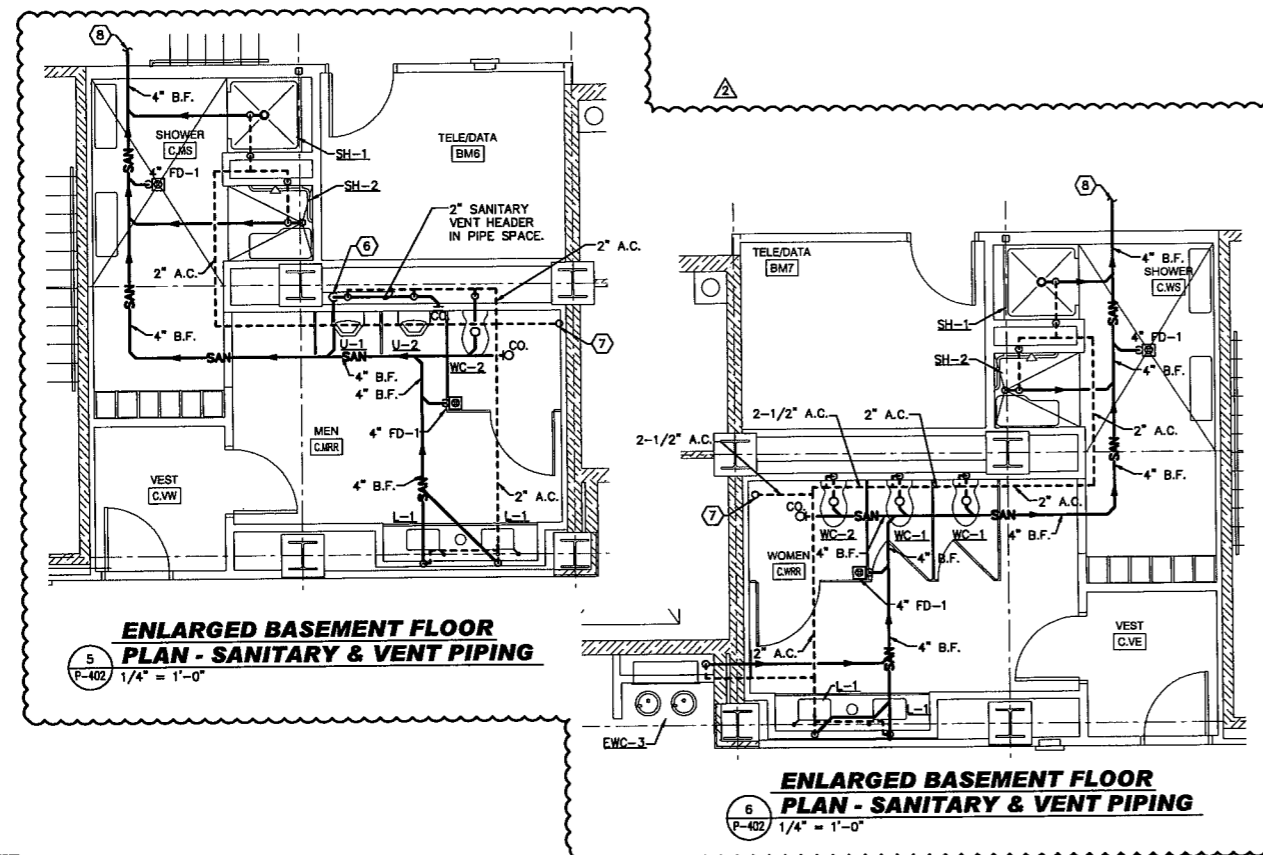 8
4" B.F.
SHOWER
C.MS
SAN
4" FD-1
SH-1
SH-2
TELE/DATA
BM6
2" SANITARY
VENT HEADER
IN PIPE SPACE.
6
2" A.C.
2" A.C.
SAN
CO.
7
4" B.F.
SAN
U-1
SAN
U-2
WC-2
CO.
4" B.F.
4" B.F.
4" FD-1
MEN
C.MRR
4" B.F.
SAN
2" A.C.
VEST
C.VW
L-1
L-1
ENLARGED BASEMENT FLOOR
PLAN - SANITARY & VENT PIPING
5
P-402
1/4" = 1'-0"
2
8
TELE/DATA
BM7
4" B.F.
SHOWER
C.WS
SAN
SH-1
4" FD-1
SH-2
4" B.F.
2-1/2" A.C.
2" A.C.
2" A.C.
2-1/2" A.C.
SAN
4" B.F.
7
2" A.C.
CO.
SAN
SAN
WC-2
WC-1
WC-1
4" B.F.
4" B.F.
4" B.F.
WOMEN
C.WRR
4" FD-1
VEST
C.VE
4" B.F.
2" A.C.
SAN
L-1
L-1
EWC-3
ENLARGED BASEMENT FLOOR
PLAN - SANITARY & VENT PIPING
6
P-402
1/4" = 1'-0"